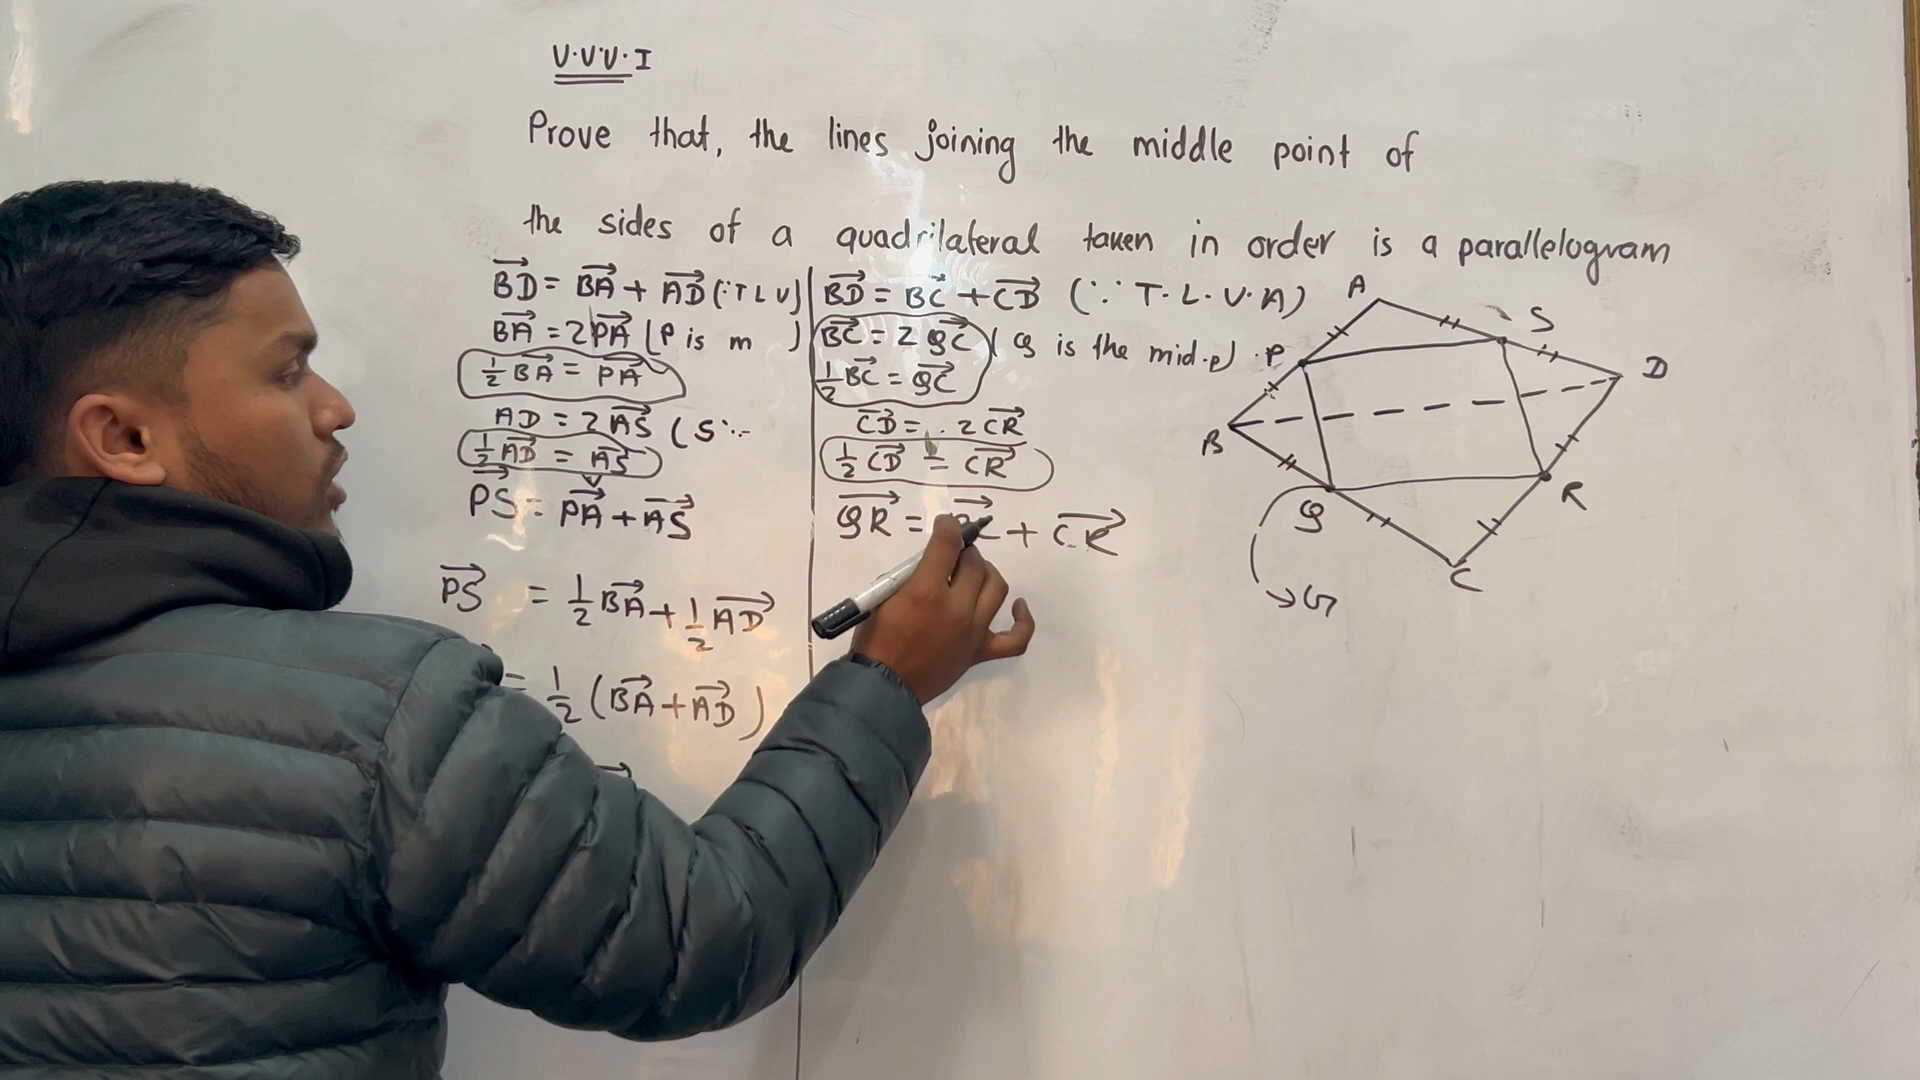 V.V.V.I
Prove that, the lines joining the middle point of
the sides of a quadrilateral taken in order is a parallelogram
BD→ = BA→ + AD→ (∵ T L V)
BA→ = 2PA→ (P is m )
1/2 BA→ = PA→
AD = 2AS→ (S ∵-
1/2 AD→ = AS→
PS→ = PA→ + AS→
PS→ = 1/2 BA→ + 1/2 AD→
= 1/2 (BA→ + AD→)
BD→ = BC→ + CD→ (∵ T.L.V.A)
BC→ = 2 QC→ (Q is the mid.p)
1/2 BC→ = QC→
CD→ = 2 CR→
1/2 CD→ = CR→
QR→ = + CR→
A
S
P
D
B
Q
R
C